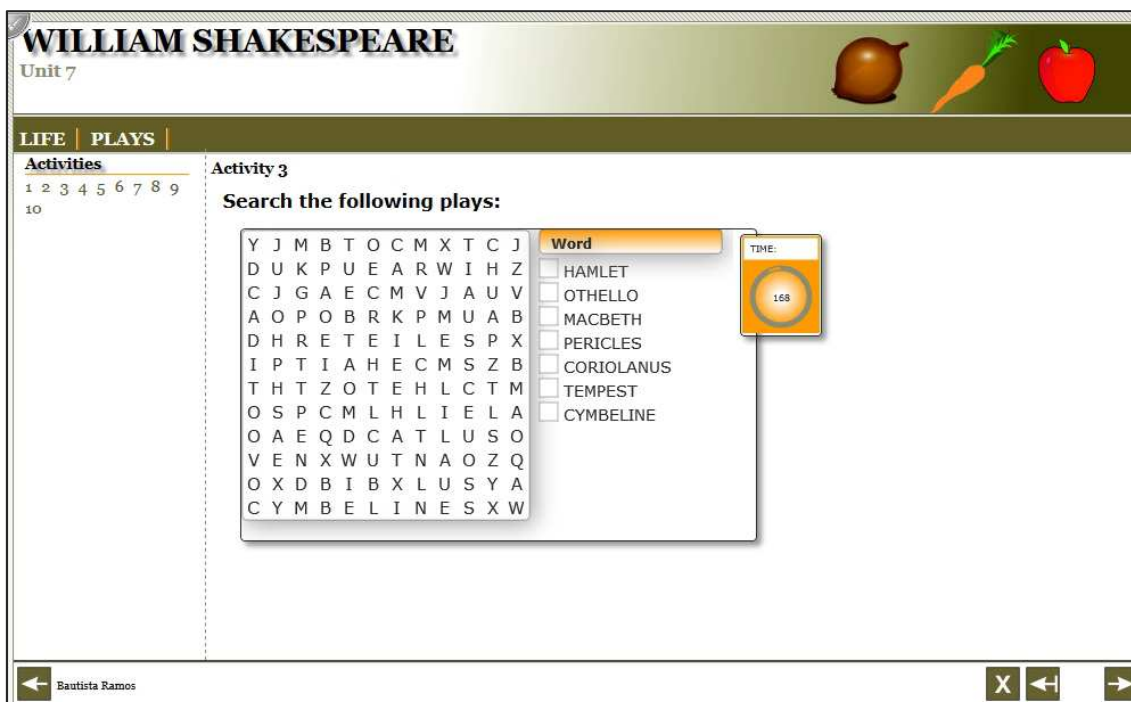 WILLIAM SHAKESPEARE
Unit 7
LIFE | PLAYS |
Activities
1 2 3 4 5 6 7 8 9
10
Activity 3
Search the following plays:
Y J M B T O C M X T C J
D U K P U E A R W I H Z
C J G A E C M V J A U V
A O P O B R K P M U A B
D H R E T E I L E S P X
I P T I A H E C M S Z B
T H T Z O T E H L C T M
O S P C M L H L I E L A
O A E Q D C A T L U S O
V E N X W U T N A O Z Q
O X D B I B X L U S Y A
C Y M B E L I N E S X W
Word
HAMLET
OTHELLO
MACBETH
PERICLES
CORIOLANUS
TEMPEST
CYMBELINE
TIME:
168
Bautista Ramos
X